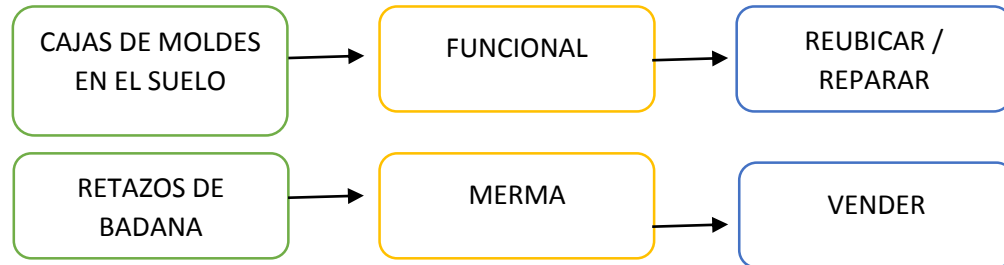 CAJAS DE MOLDES
EN EL SUELO
FUNCIONAL
REUBICAR /
REPARAR
RETAZOS DE
BADANA
MERMA
VENDER